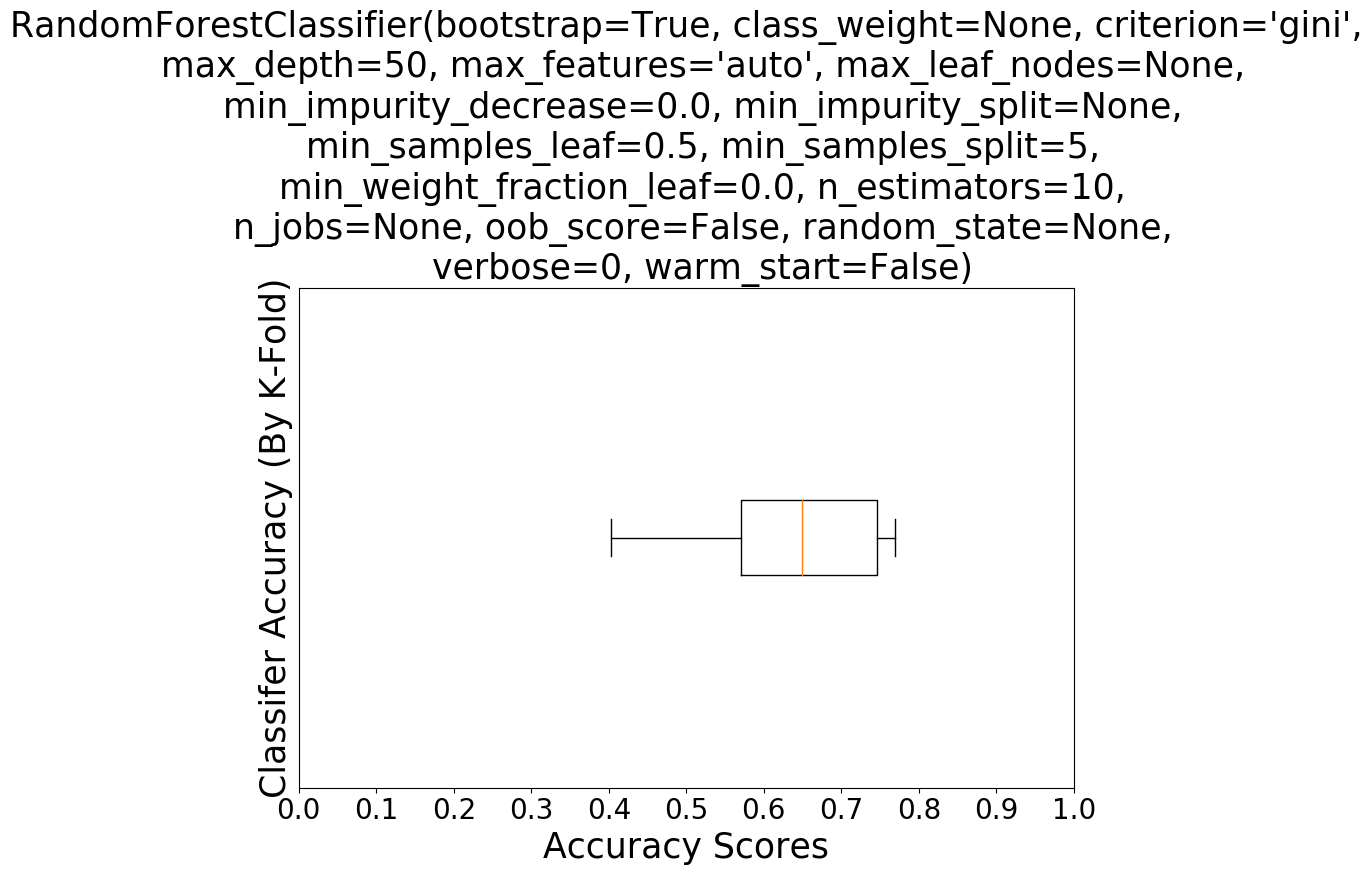 RandomForestClassifier(bootstrap=True, class_weight=None, criterion='gini',
max_depth=50, max_features='auto', max_leaf_nodes=None,
min_impurity_decrease=0.0, min_impurity_split=None,
min_samples_leaf=0.5, min_samples_split=5,
min_weight_fraction_leaf=0.0, n_estimators=10,
n_jobs=None, oob_score=False, random_state=None,
verbose=0, warm_start=False)
Classifer Accuracy (By K-Fold)
0.0 0.1 0.2 0.3 0.4 0.5 0.6 0.7 0.8 0.9 1.0
Accuracy Scores